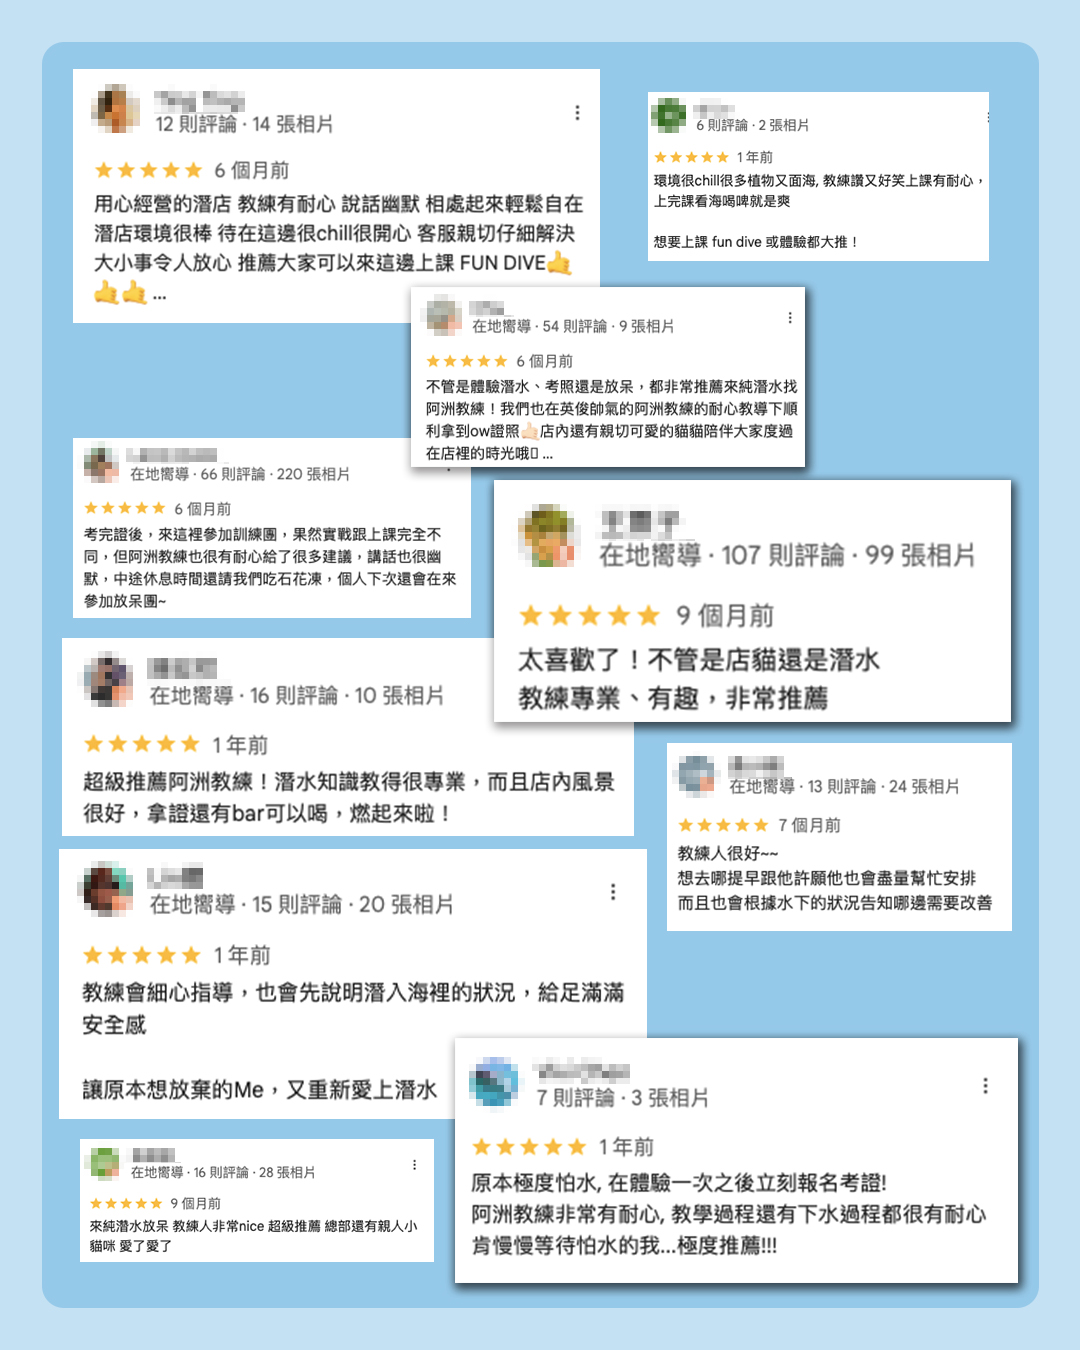 12 則評論 · 14 張相片
6 個月前
用心經營的潛店 教練有耐心 說話幽默 相處起來輕鬆自在
潛店環境很棒 待在這邊很chill很開心 客服親切仔細解決
大小事令人放心 推薦大家可以來這邊上課 FUN DIVE🤙
🤙🤙 ...
6 則評論 · 2 張相片
1 年前
環境很chill很多植物又面海, 教練讚又好笑上課有耐心，
上完課看海喝啤就是爽
想要上課 fun dive 或體驗都大推！
在地嚮導 · 54 則評論 · 9 張相片
6 個月前
不管是體驗潛水、考照還是放呆，都非常推薦來純潛水找
阿洲教練！我們也在英俊帥氣的阿洲教練的耐心教導下順
利拿到ow證照🤙🏻店內還有親切可愛的貓貓陪伴大家度過
在店裡的時光哦 ...
在地嚮導 · 66 則評論 · 220 張相片
6 個月前
考完證後，來這裡參加訓練團，果然實戰跟上課完全不
同，但阿洲教練也很有耐心給了很多建議，講話也很幽
默，中途休息時間還請我們吃石花凍，個人下次還會在來
參加放呆團~
在地嚮導 · 107 則評論 · 99 張相片
9 個月前
太喜歡了！不管是店貓還是潛水
教練專業、有趣，非常推薦
在地嚮導 · 16 則評論 · 10 張相片
1 年前
超級推薦阿洲教練！潛水知識教得很專業，而且店內風景
很好，拿證還有bar可以喝，燃起來啦！
在地嚮導 · 13 則評論 · 24 張相片
7 個月前
教練人很好~~
想去哪提早跟他許願他也會盡量幫忙安排
而且也會根據水下的狀況告知哪邊需要改善
在地嚮導 · 15 則評論 · 20 張相片
1 年前
教練會細心指導，也會先說明潛入海裡的狀況，給足滿滿
安全感
讓原本想放棄的Me，又重新愛上潛水
7 則評論 · 3 張相片
1 年前
原本極度怕水, 在體驗一次之後立刻報名考證!
阿洲教練非常有耐心, 教學過程還有下水過程都很有耐心
肯慢慢等待怕水的我...極度推薦!!!
在地嚮導 · 16 則評論 · 28 張相片
9 個月前
來純潛水放呆 教練人非常nice 超級推薦 總部還有親人小
貓咪 愛了愛了